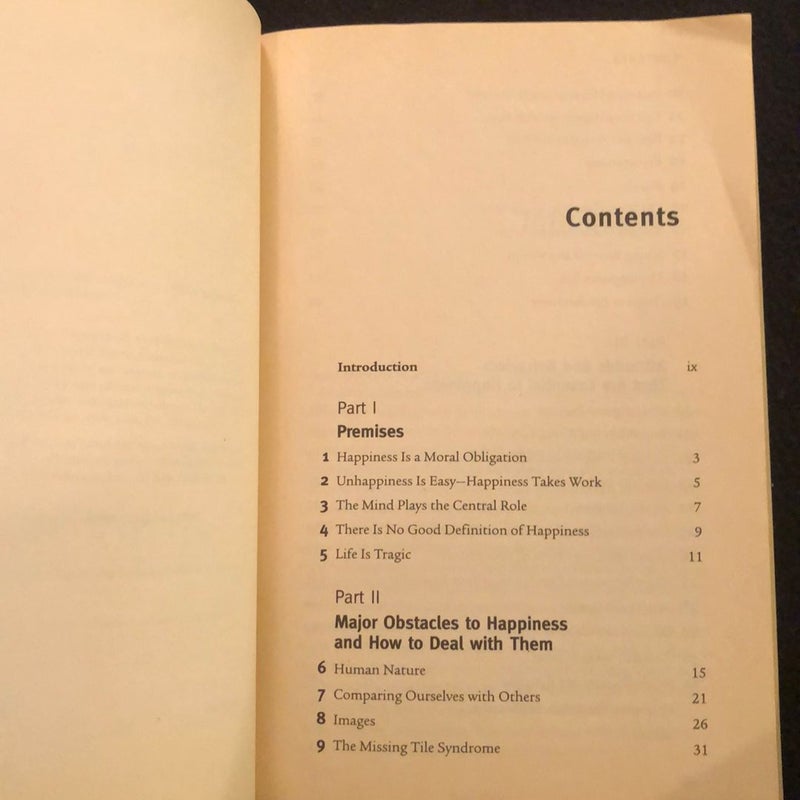 Contents
Introduction ix
Part I
Premises
1 Happiness Is a Moral Obligation 3
2 Unhappiness Is Easy—Happiness Takes Work 5
3 The Mind Plays the Central Role 7
4 There Is No Good Definition of Happiness 9
5 Life Is Tragic 11
Part II
Major Obstacles to Happiness
and How to Deal with Them
6 Human Nature 15
7 Comparing Ourselves with Others 21
8 Images 26
9 The Missing Tile Syndrome 31